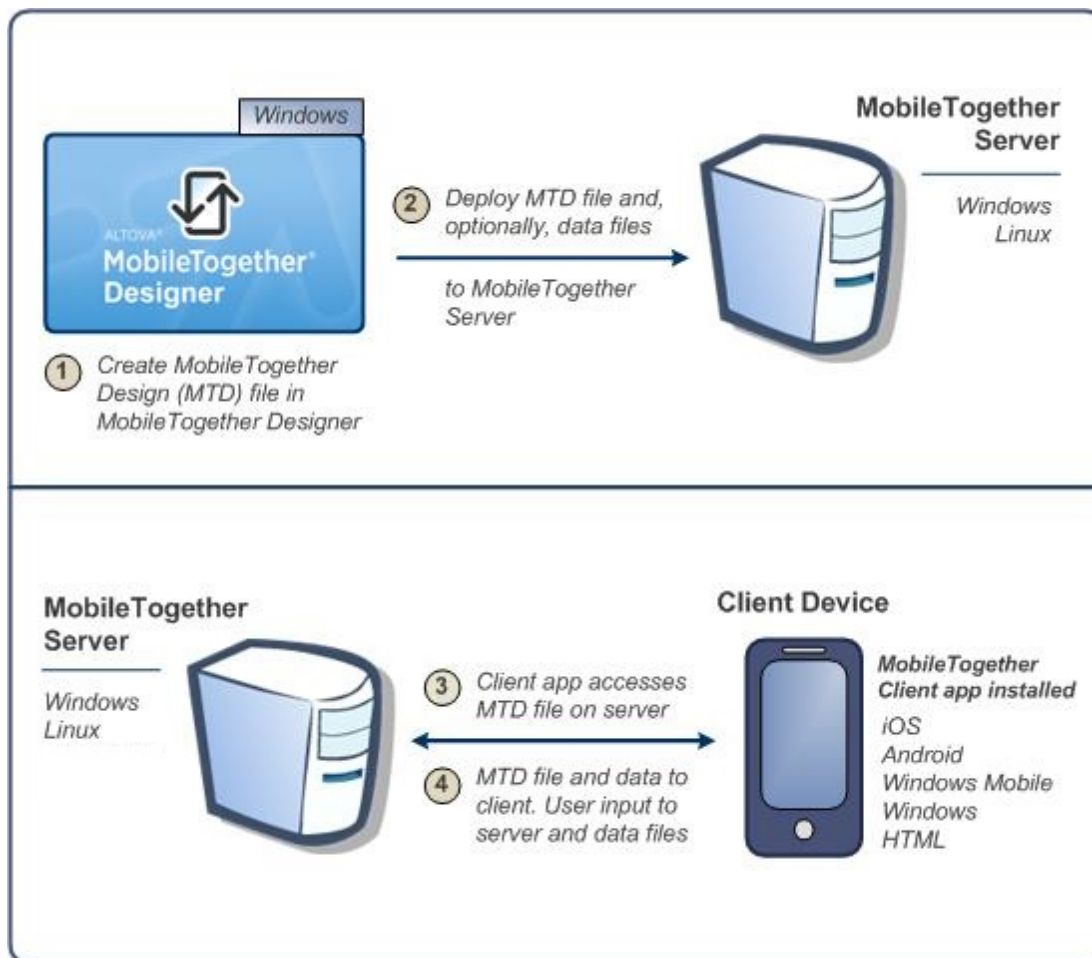 Windows
ALTOVA®
MobileTogether®
Designer
1
Create MobileTogether
Design (MTD) file in
MobileTogether Designer
2
Deploy MTD file and,
optionally, data files
to MobileTogether
Server
MobileTogether
Server
Windows
Linux
MobileTogether
Server
Windows
Linux
3
Client app accesses
MTD file on server
4
MTD file and data to
client. User input to
server and data files
Client Device
MobileTogether
Client app installed
iOS
Android
Windows Mobile
Windows
HTML